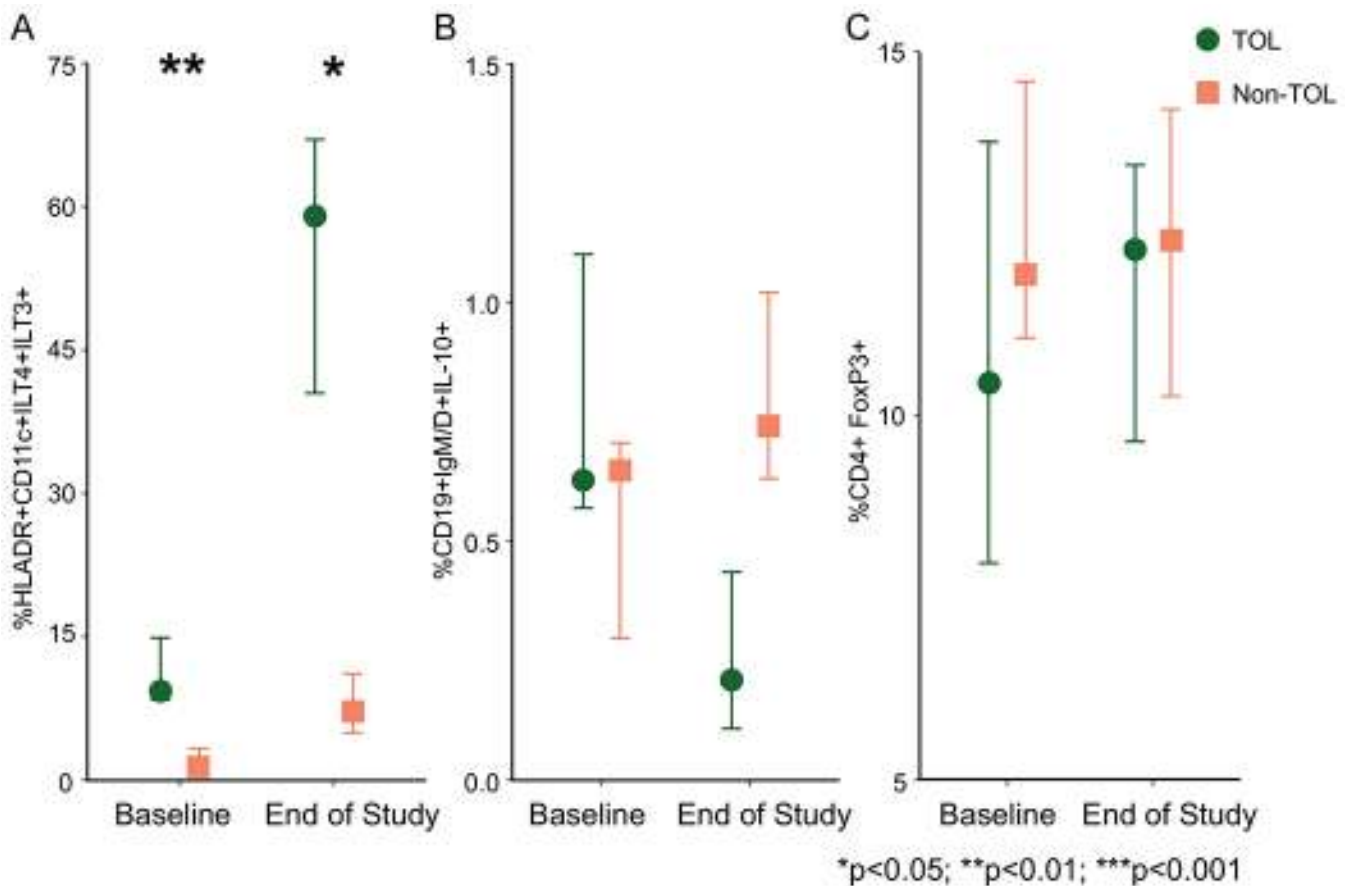 A
B
C
TOL
Non-TOL
**
*
%HLADR+CD11c+ILT4+ILT3+
75
60
45
30
15
0
Baseline
End of Study
%CD19+IgM/D+IL-10+
1.5
1.0
0.5
0.0
Baseline
End of Study
%CD4+ FoxP3+
15
10
5
Baseline
End of Study
*p<0.05; **p<0.01; ***p<0.001